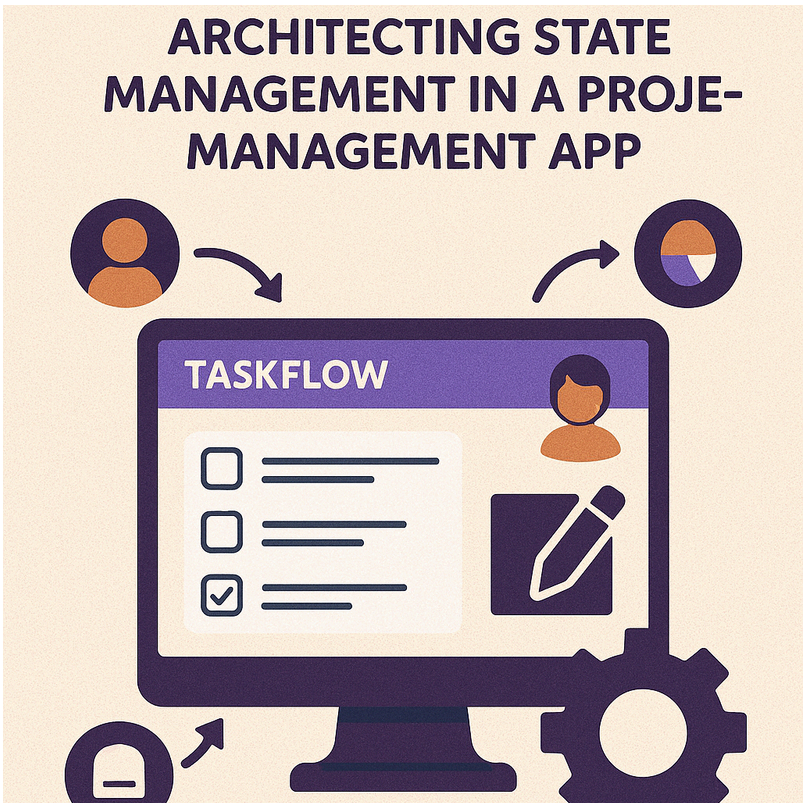 ARCHITECTING STATE
MANAGEMENT IN A PROJE-
MANAGEMENT APP
TASKFLOW